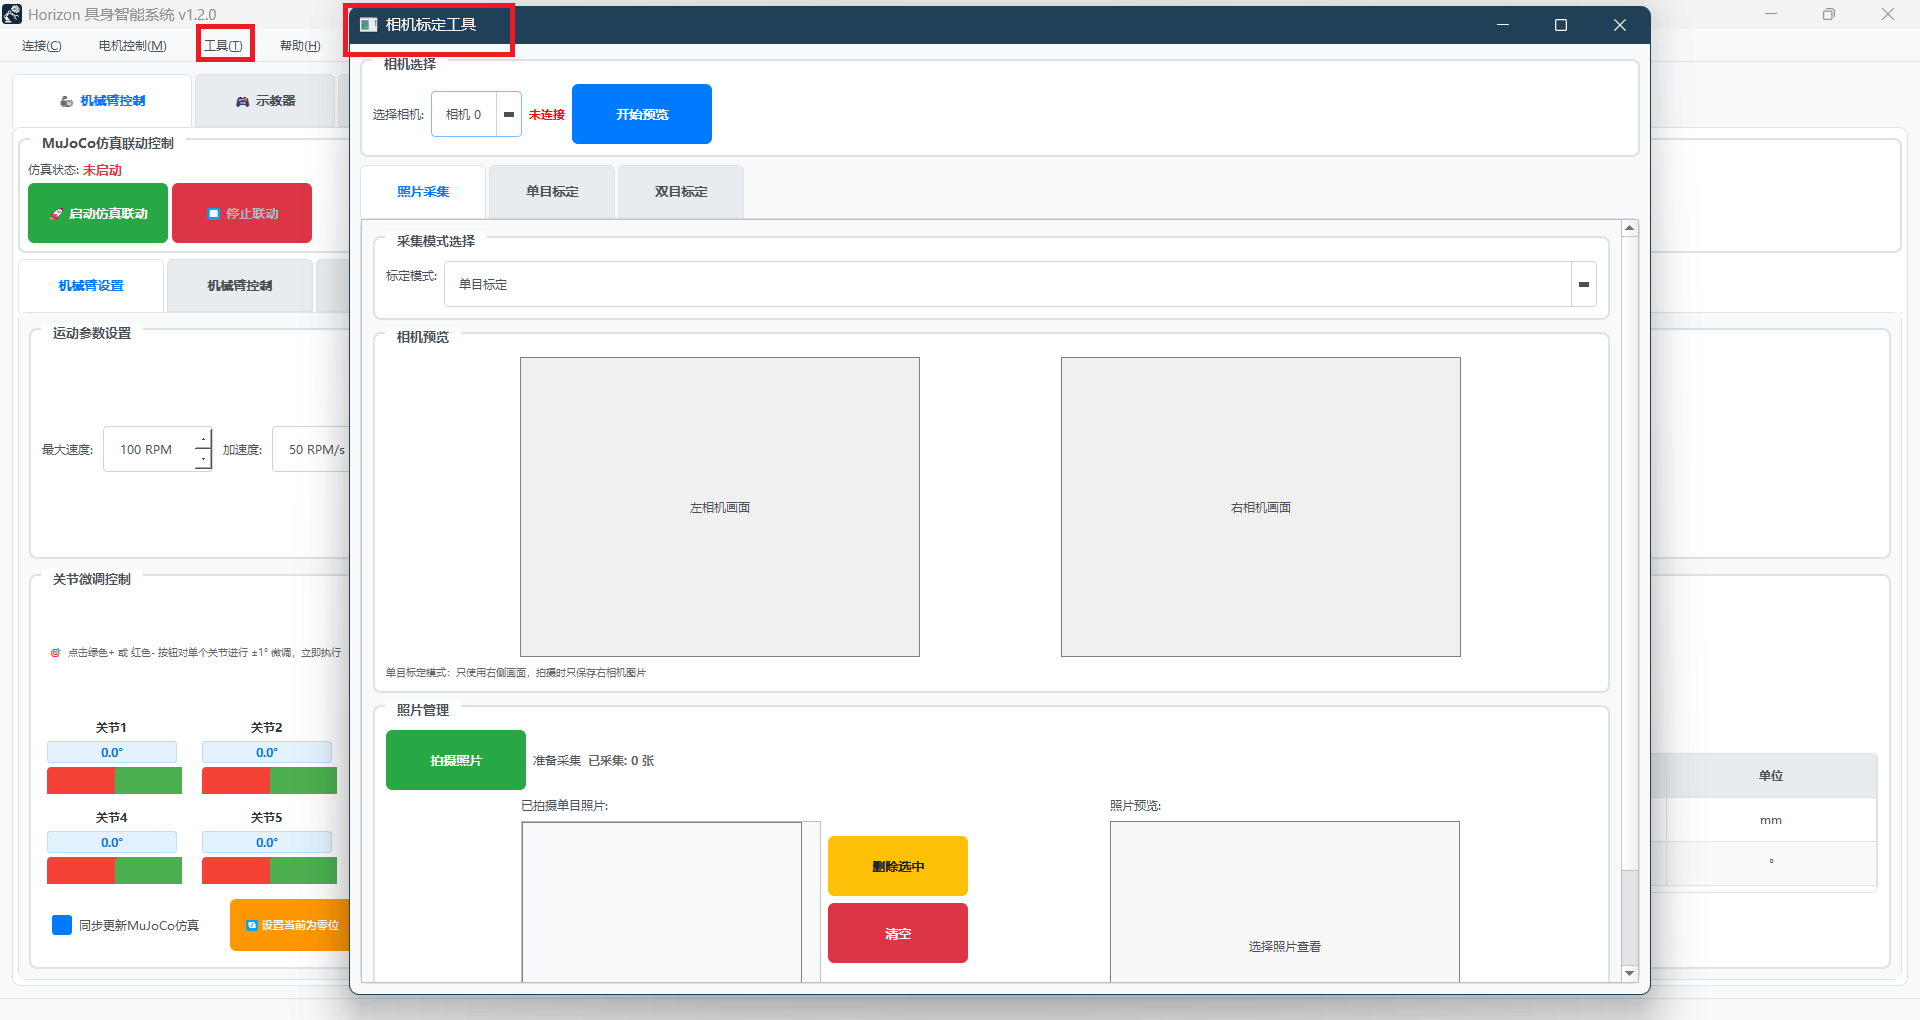 Horizon 具身智能系统 v1.2.0
连接(C)
电机控制(M)
工具(T)
帮助(H)
机械臂控制
示教器
MuJoCo仿真联动控制
仿真状态: 未启动
启动仿真联动
停止联动
机械臂设置
机械臂控制
运动参数设置
最大速度:
100 RPM
加速度:
50 RPM/s
关节微调控制
点击绿色+ 或 红色- 按钮对单个关节进行 ±1° 微调，立即执行
关节1
关节2
0.0°
0.0°
关节4
关节5
0.0°
0.0°
同步更新MuJoCo仿真
设置当前为零位
相机标定工具
相机选择
选择相机:
相机 0
未连接
开始预览
照片采集
单目标定
双目标定
采集模式选择
标定模式:
单目标定
相机预览
左相机画面
右相机画面
单目标定模式：只使用右侧画面，拍摄时只保存右相机图片
照片管理
拍摄照片
准备采集
已采集: 0 张
已拍摄单目照片:
照片预览:
删除选中
清空
选择照片查看
单位
mm
°